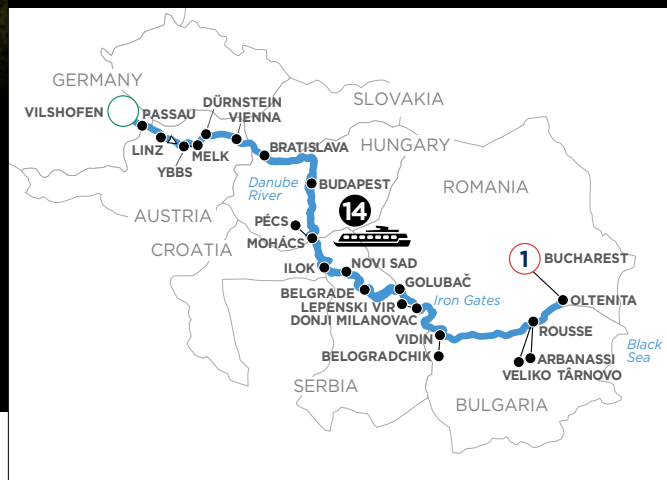 GERMANY
VILSHOFEN
PASSAU
DÜRNSTEIN
VIENNA
LINZ
YBBS
MELK
BRATISLAVA
SLOVAKIA
HUNGARY
Danube
River
BUDAPEST
ROMANIA
AUSTRIA
CROATIA
PÉCS
14
MOHÁCS
ILOK
NOVI SAD
1
BUCHAREST
BELGRADE
GOLUBAČ
LEPENSKI VIR
DONJI MILANOVAC
Iron Gates
OLTENITA
VIDIN
ROUSSE
BELOGRADCHIK
ARBANASSI
VELIKO TÂRNOVO
Black
Sea
SERBIA
BULGARIA